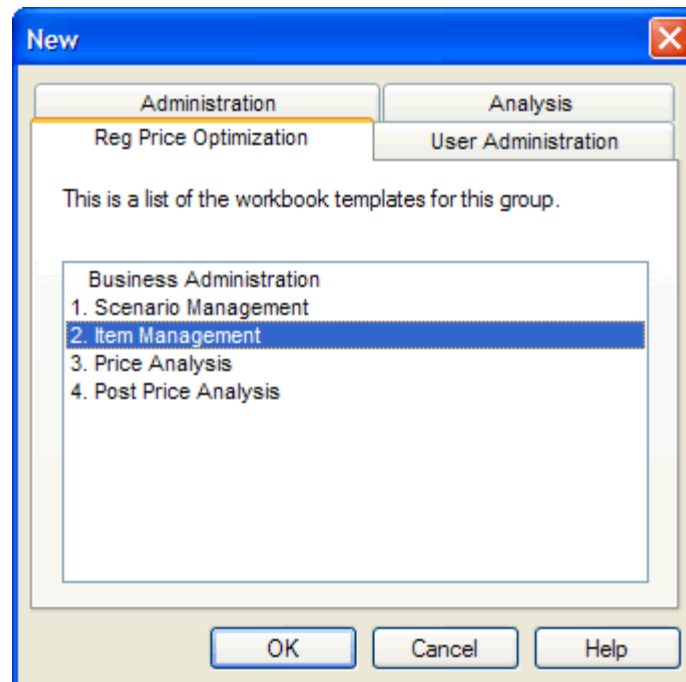 New
Administration
Analysis
Reg Price Optimization
User Administration
This is a list of the workbook templates for this group.
Business Administration
1. Scenario Management
2. Item Management
3. Price Analysis
4. Post Price Analysis
OK
Cancel
Help